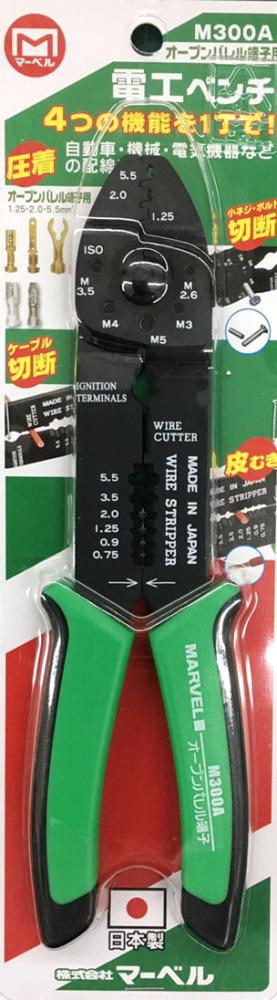 M300A
マーベル
オープンバレル端子用
電工ペンチ
4つの機能を1丁で!
圧着
自動車・機械・電気機器など
の配線
オープンバレル端子用
1.25-2.0-5.5mm²
小ネジ・ボルト
切断
5.5
2.0
1.25
ISO
M
3.5
M
2.6
M4
M3
M5
ケーブル
切断
IGNITION
TERMINALS
WIRE
CUTTER
皮むき
5.5
3.5
2.0
1.25
0.9
0.75
WIRE STRIPPER
MADE IN JAPAN
MARVEL
M300A
オープンバレル端子
日本製
株式会社マーベル